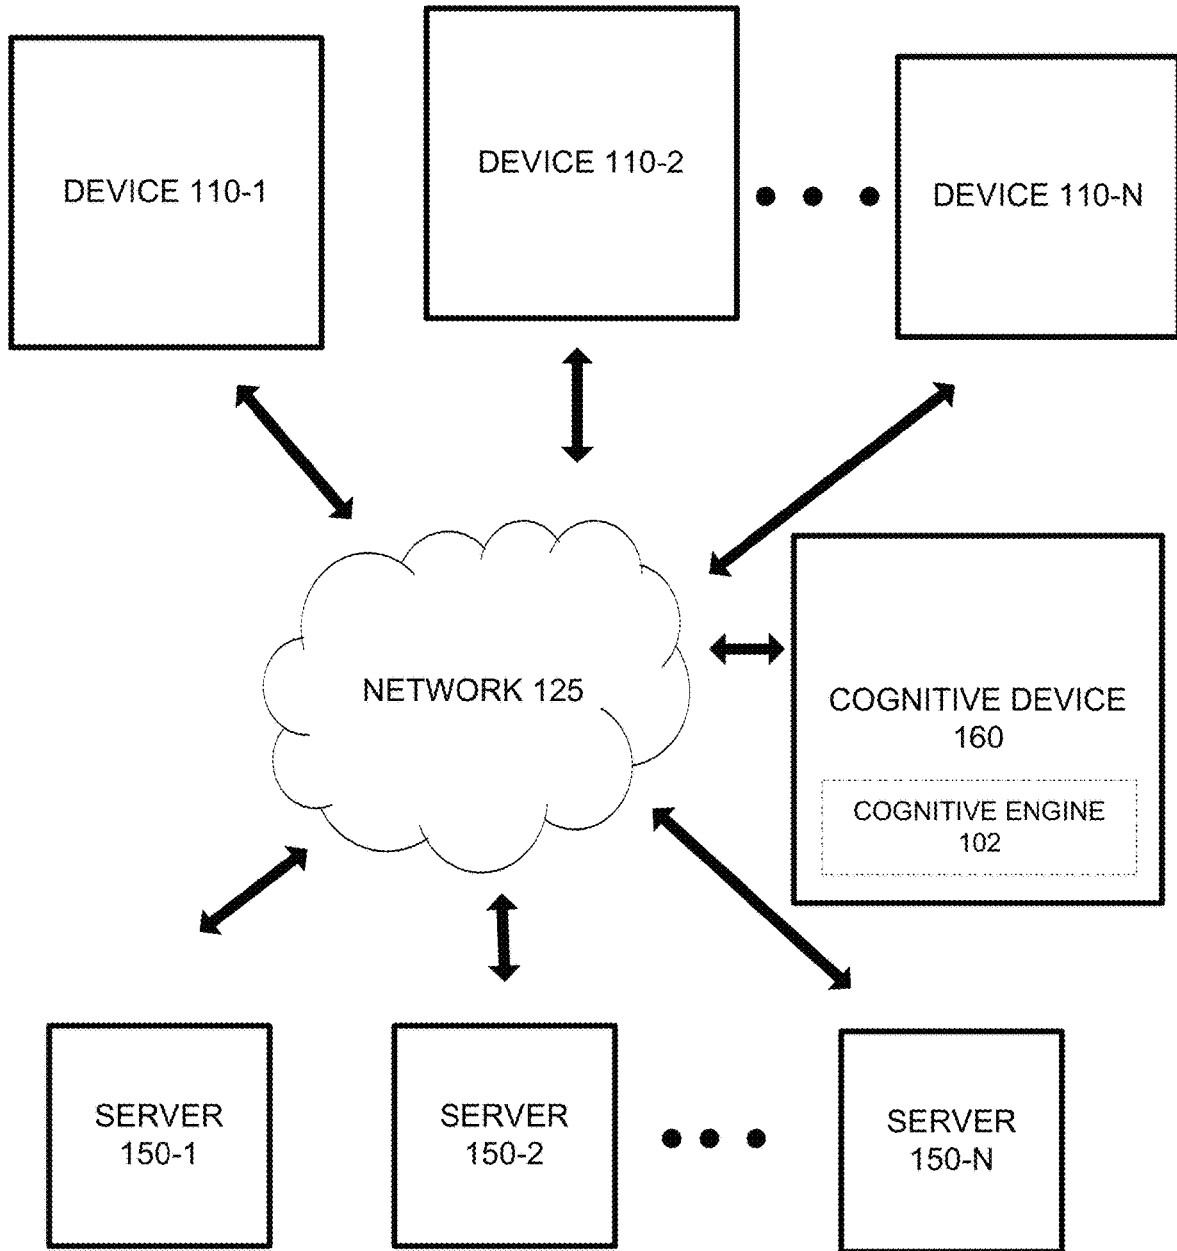 DEVICE 110-1
DEVICE 110-2
DEVICE 110-N
NETWORK 125
COGNITIVE DEVICE
160
COGNITIVE ENGINE
102
SERVER
150-1
SERVER
150-2
SERVER
150-N